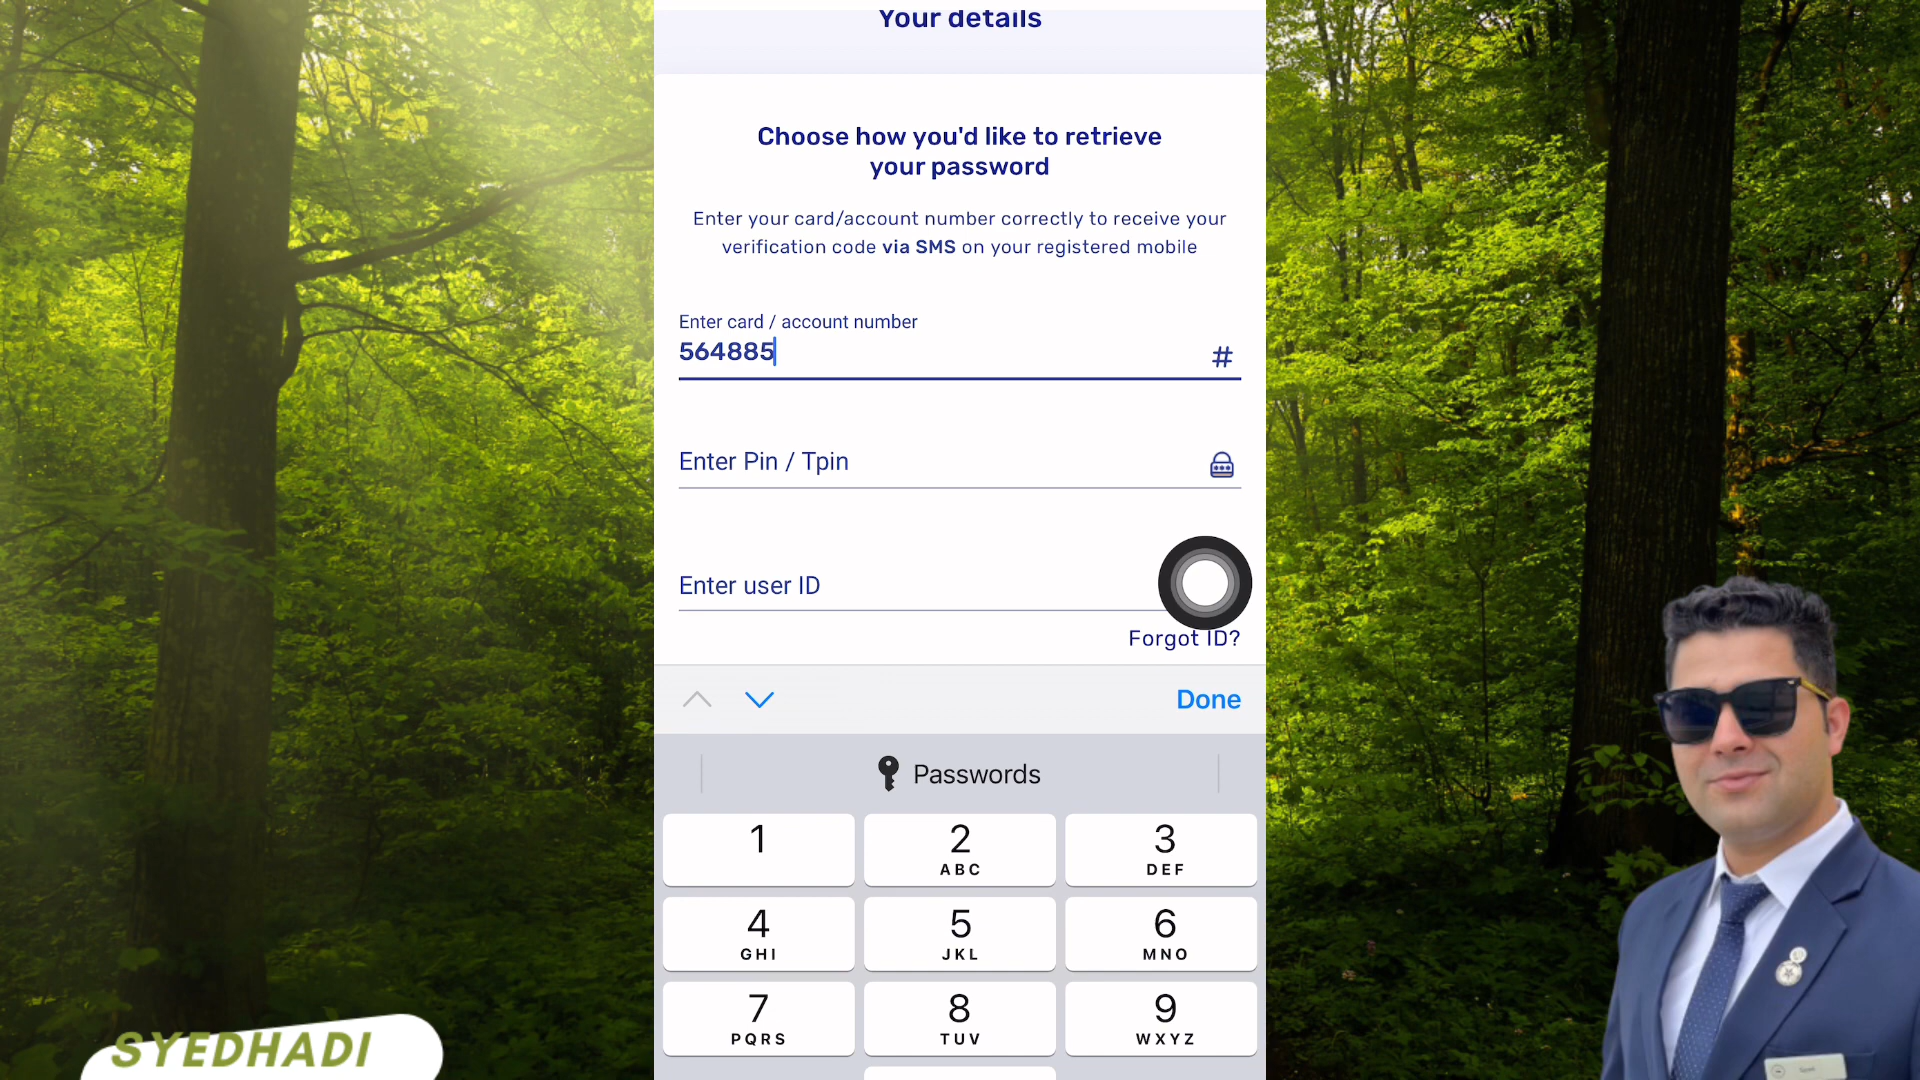 Your details
Choose how you'd like to retrieve
your password
Enter your card/account number correctly to receive your
verification code via SMS on your registered mobile
Enter card / account number
564885
#
Enter Pin / Tpin
Enter user ID
Forgot ID?
Done
Passwords
1
2
ABC
3
DEF
4
GHI
5
JKL
6
MNO
7
PQRS
8
TUV
9
WXYZ
SYEDHADI